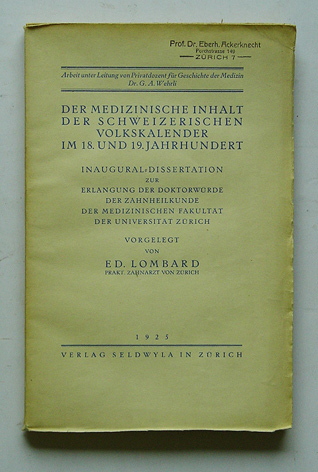 Prof. Dr. Eberh. Ackerknecht
ZÜRICH 7
Arbeit unter Leitung von Privatdozent für Geschichte der Medizin
Dr. G. A. Wehrli
DER MEDIZINISCHE INHALT
DER SCHWEIZERISCHEN
VOLKSKALENDER
IM 18. UND 19. JAHRHUNDERT
INAUGURAL-DISSERTATION
ZUR
ERLANGUNG DER DOKTORWÜRDE
DER ZAHNHEILKUNDE
DER MEDIZINISCHEN FAKULTÄT
DER UNIVERSITÄT ZÜRICH
VORGELEGT
VON
ED. LOMBARD
PRAKT. ZAHNARZT VON ZÜRICH
1925
VERLAG SELDWYLA IN ZÜRICH